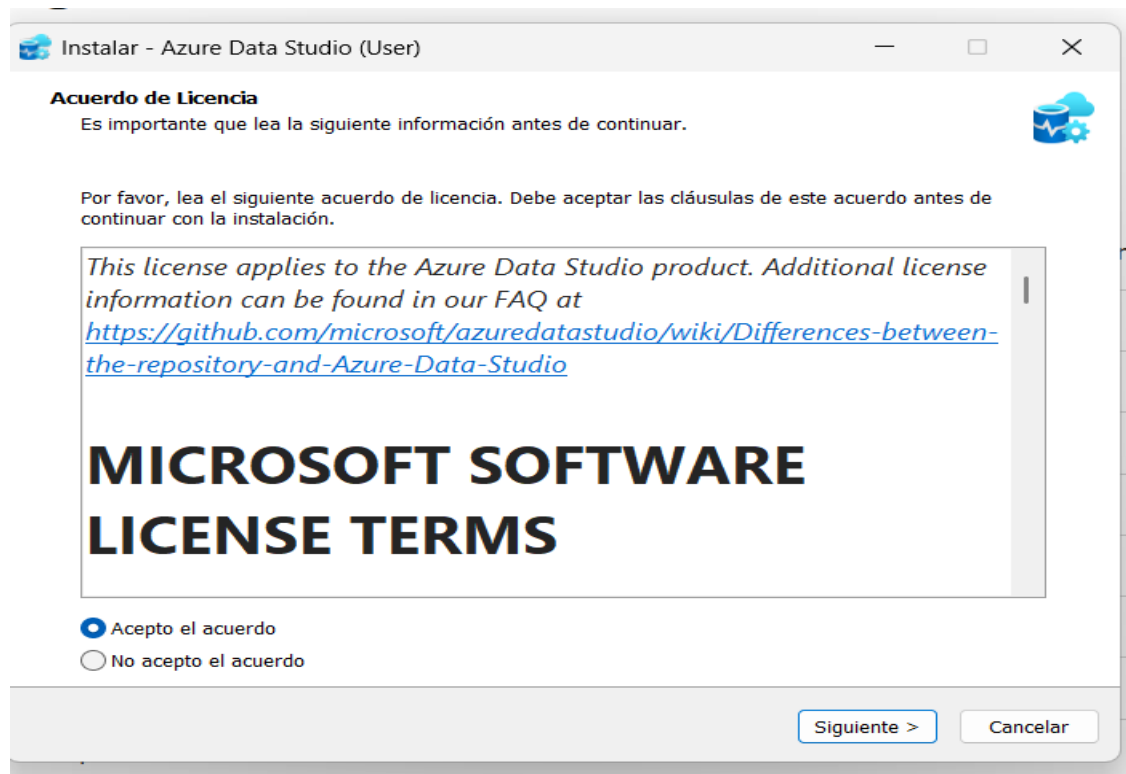 Instalar - Azure Data Studio (User)
Acuerdo de Licencia
Es importante que lea la siguiente información antes de continuar.
Por favor, lea el siguiente acuerdo de licencia. Debe aceptar las cláusulas de este acuerdo antes de
continuar con la instalación.
This license applies to the Azure Data Studio product. Additional license
information can be found in our FAQ at
https://github.com/microsoft/azuredatastudio/wiki/Differences-between-
the-repository-and-Azure-Data-Studio
MICROSOFT SOFTWARE
LICENSE TERMS
Acepto el acuerdo
No acepto el acuerdo
Siguiente >
Cancelar